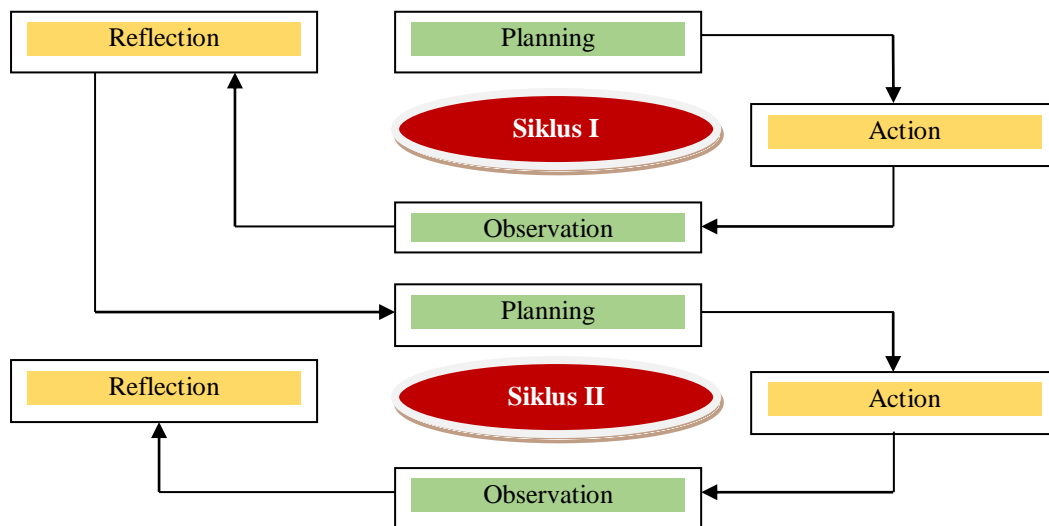 Reflection
Planning
Siklus I
Action
Observation
Planning
Reflection
Siklus II
Action
Observation